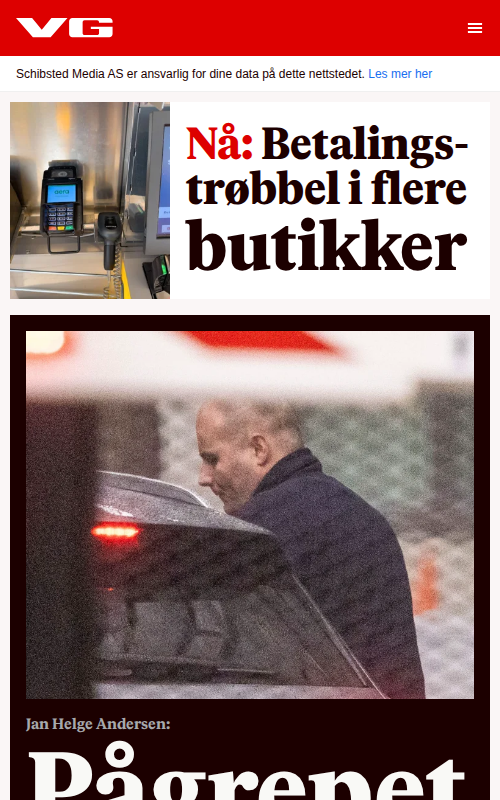 VG
Schibsted Media AS er ansvarlig for dine data på dette nettstedet. Les mer her
Nå: Betalings-
trøbbel i flere
butikker
Jan Helge Andersen:
Pågrepet